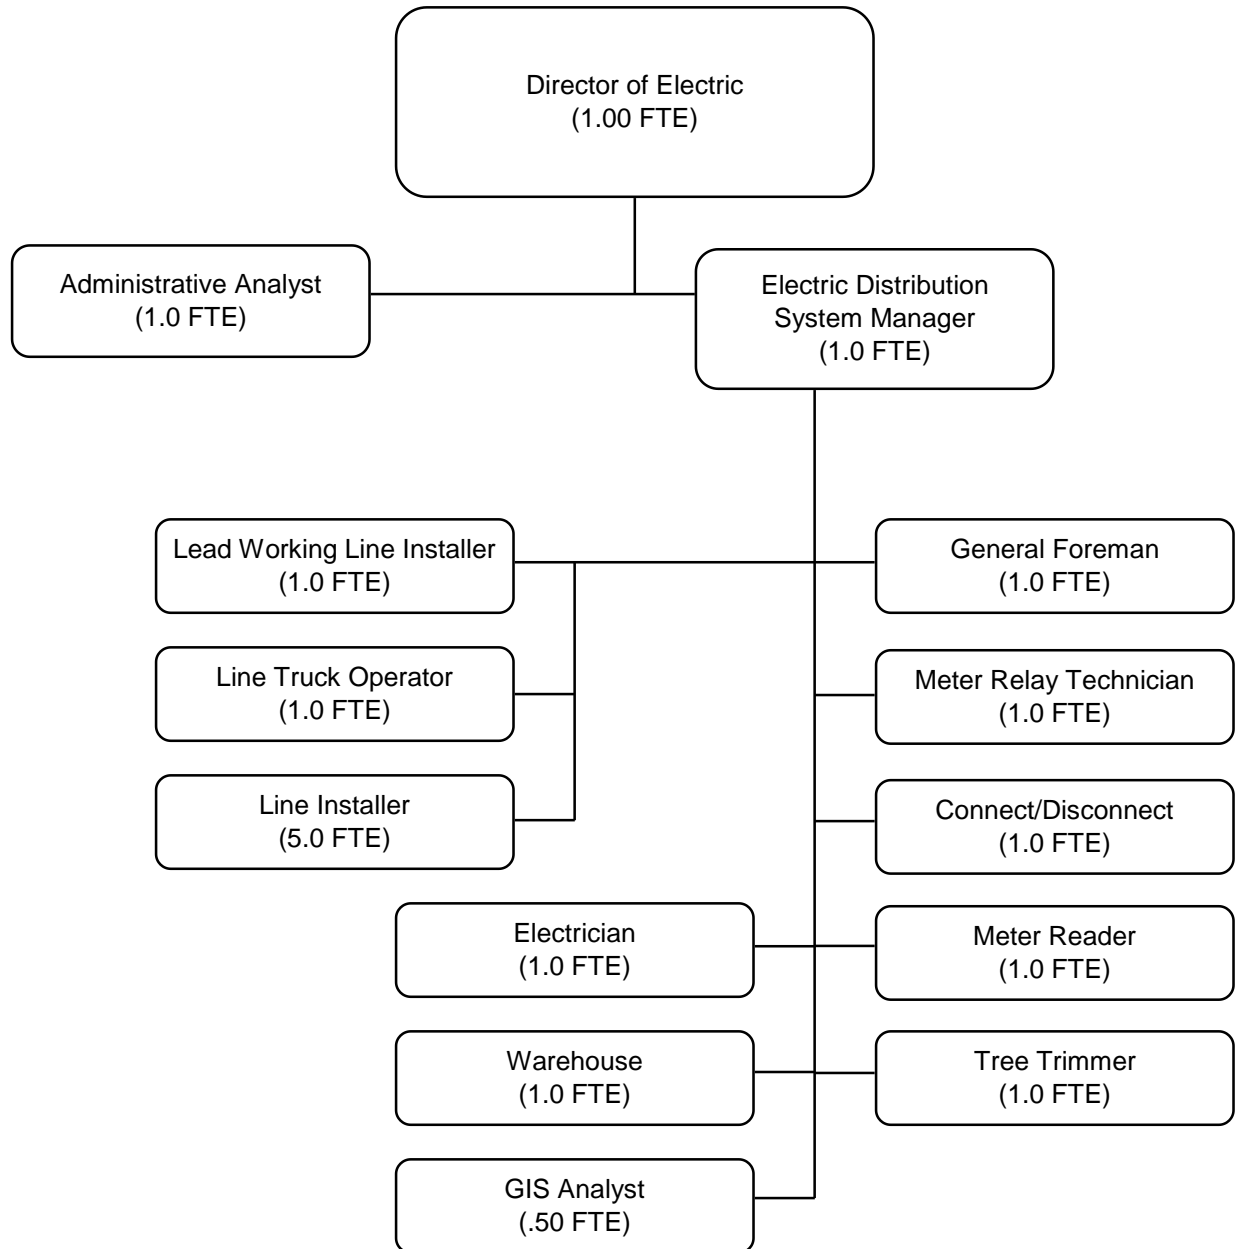 Director of Electric
(1.00 FTE)
Administrative Analyst
(1.0 FTE)
Electric Distribution
System Manager
(1.0 FTE)
Lead Working Line Installer
(1.0 FTE)
General Foreman
(1.0 FTE)
Line Truck Operator
(1.0 FTE)
Meter Relay Technician
(1.0 FTE)
Line Installer
(5.0 FTE)
Connect/Disconnect
(1.0 FTE)
Electrician
(1.0 FTE)
Meter Reader
(1.0 FTE)
Warehouse
(1.0 FTE)
Tree Trimmer
(1.0 FTE)
GIS Analyst
(.50 FTE)